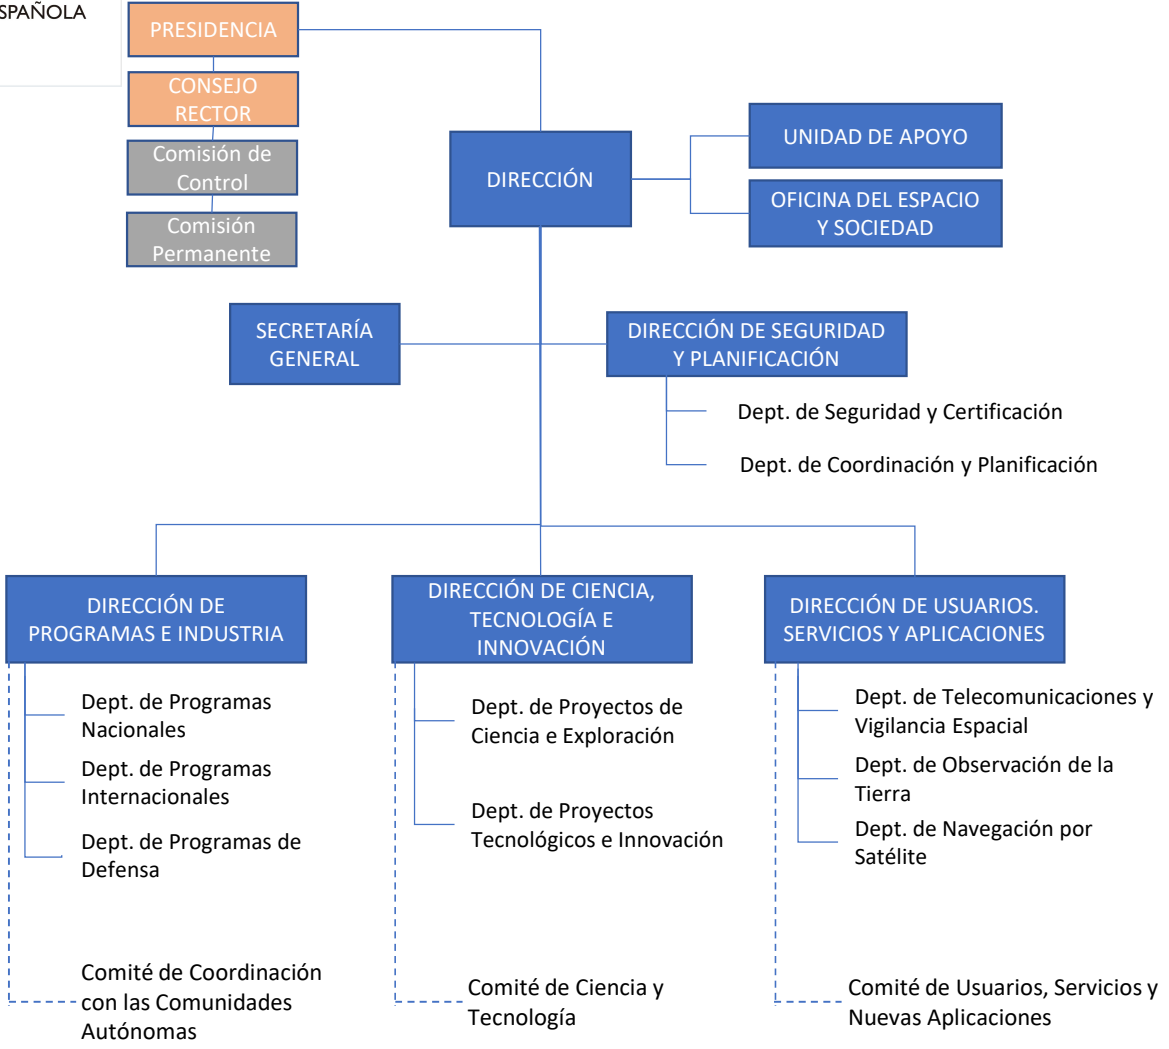 SPAÑOLA
PRESIDENCIA
CONSEJO
RECTOR
Comisión de
Control
Comisión
Permanente
DIRECCIÓN
UNIDAD DE APOYO
OFICINA DEL ESPACIO
Y SOCIEDAD
SECRETARÍA
GENERAL
DIRECCIÓN DE SEGURIDAD
Y PLANIFICACIÓN
Dept. de Seguridad y Certificación
Dept. de Coordinación y Planificación
DIRECCIÓN DE
PROGRAMAS E INDUSTRIA
Dept. de Programas
Nacionales
Dept. de Programas
Internacionales
Dept. de Programas de
Defensa
Comité de Coordinación
con las Comunidades
Autónomas
DIRECCIÓN DE CIENCIA,
TECNOLOGÍA E
INNOVACIÓN
Dept. de Proyectos de
Ciencia e Exploración
Dept. de Proyectos
Tecnológicos e Innovación
Comité de Ciencia y
Tecnología
DIRECCIÓN DE USUARIOS.
SERVICIOS Y APLICACIONES
Dept. de Telecomunicaciones y
Vigilancia Espacial
Dept. de Observación de la
Tierra
Dept. de Navegación por
Satélite
Comité de Usuarios, Servicios y
Nuevas Aplicaciones